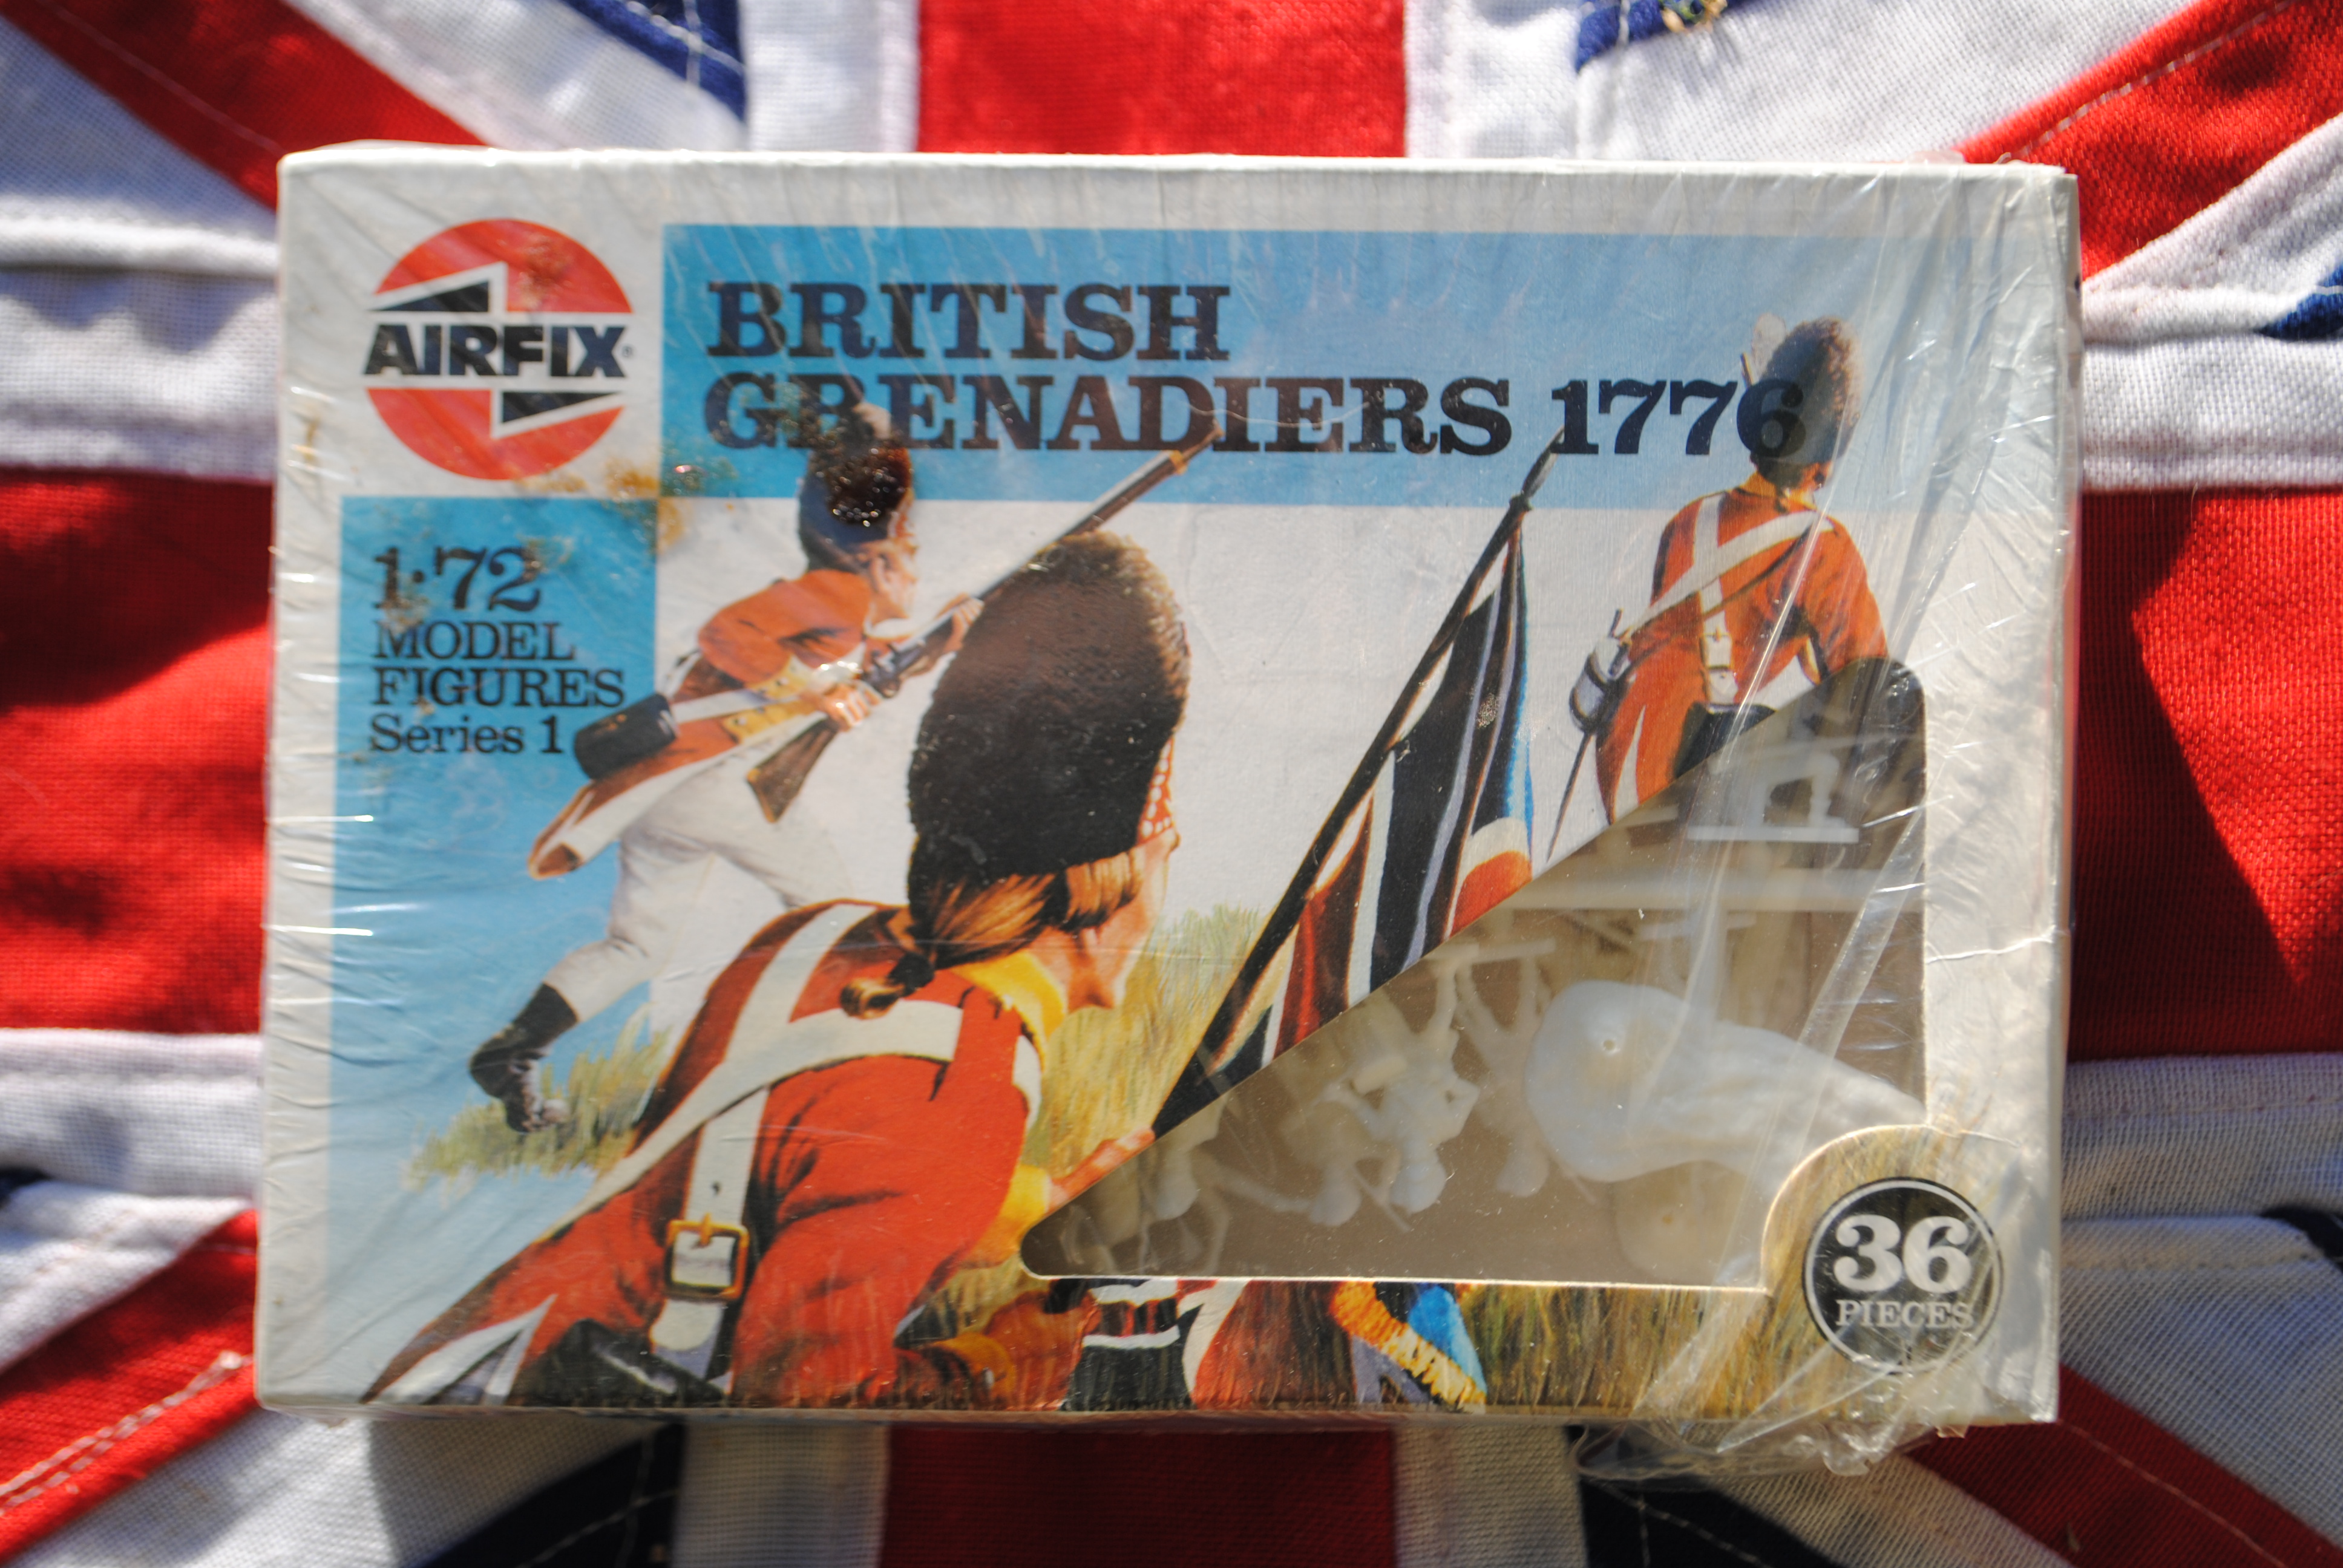 AIRFIX
BRITISH
GRENADIERS 1776
1:72
MODEL
FIGURES
Series 1
36
PIECES